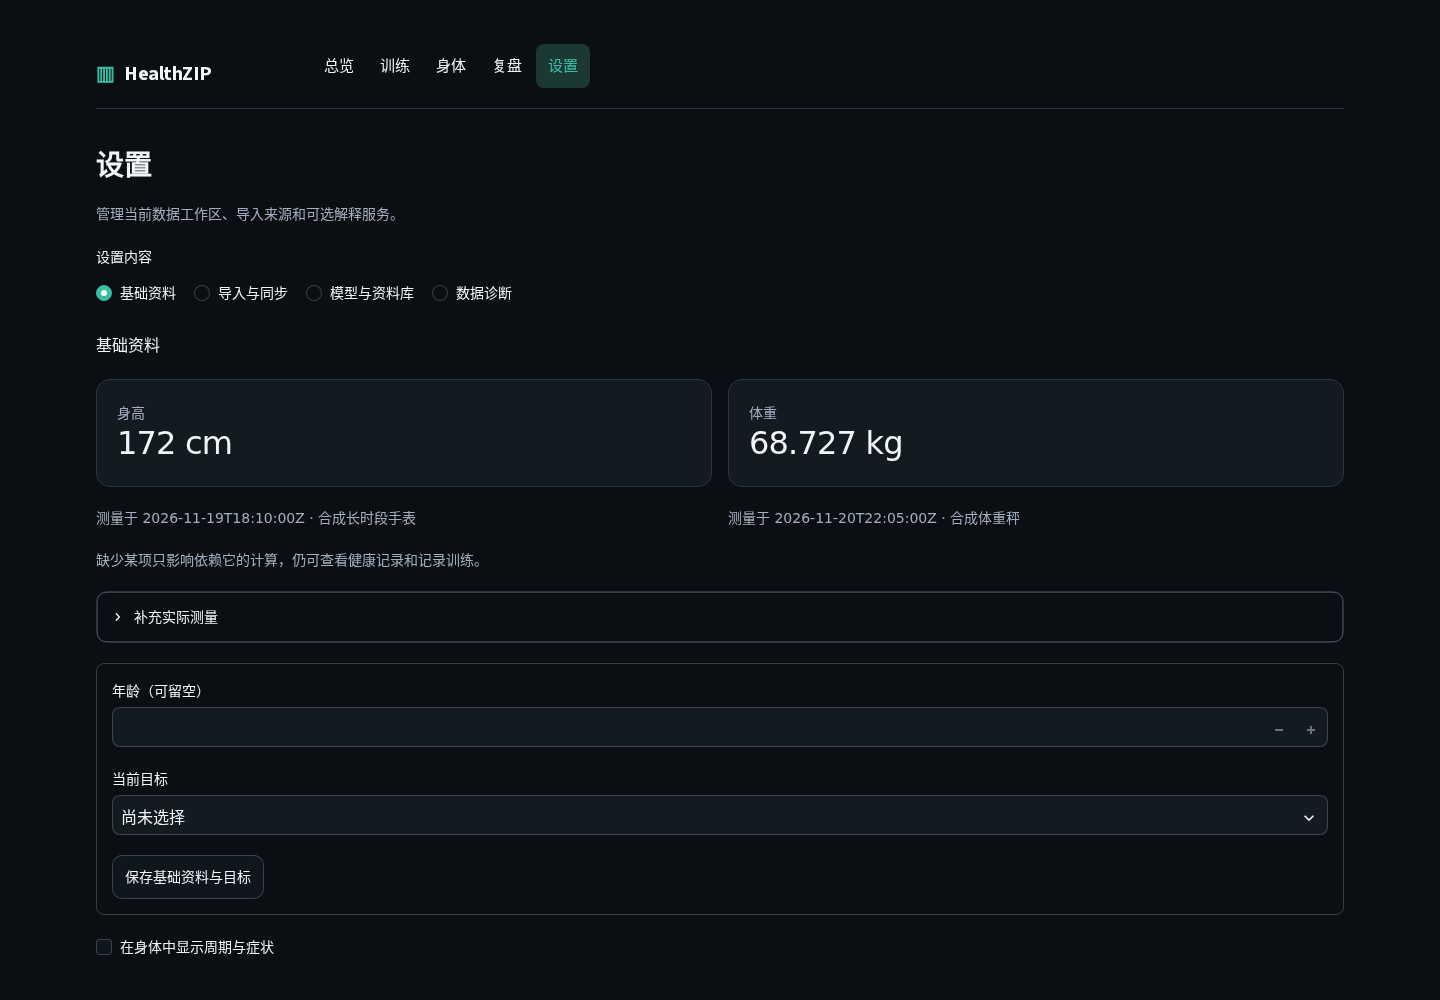 HealthZIP
总览 训练 身体 复盘 设置
设置
管理当前数据工作区、导入来源和可选解释服务。
设置内容
基础资料 导入与同步 模型与资料库 数据诊断
基础资料
身高
172 cm
体重
68.727 kg
测量于 2026-11-19T18:10:00Z · 合成长时段手表
测量于 2026-11-20T22:05:00Z · 合成体重秤
缺少某项只影响依赖它的计算，仍可查看健康记录和记录训练。
补充实际测量
年龄（可留空）
当前目标
尚未选择
保存基础资料与目标
在身体中显示周期与症状